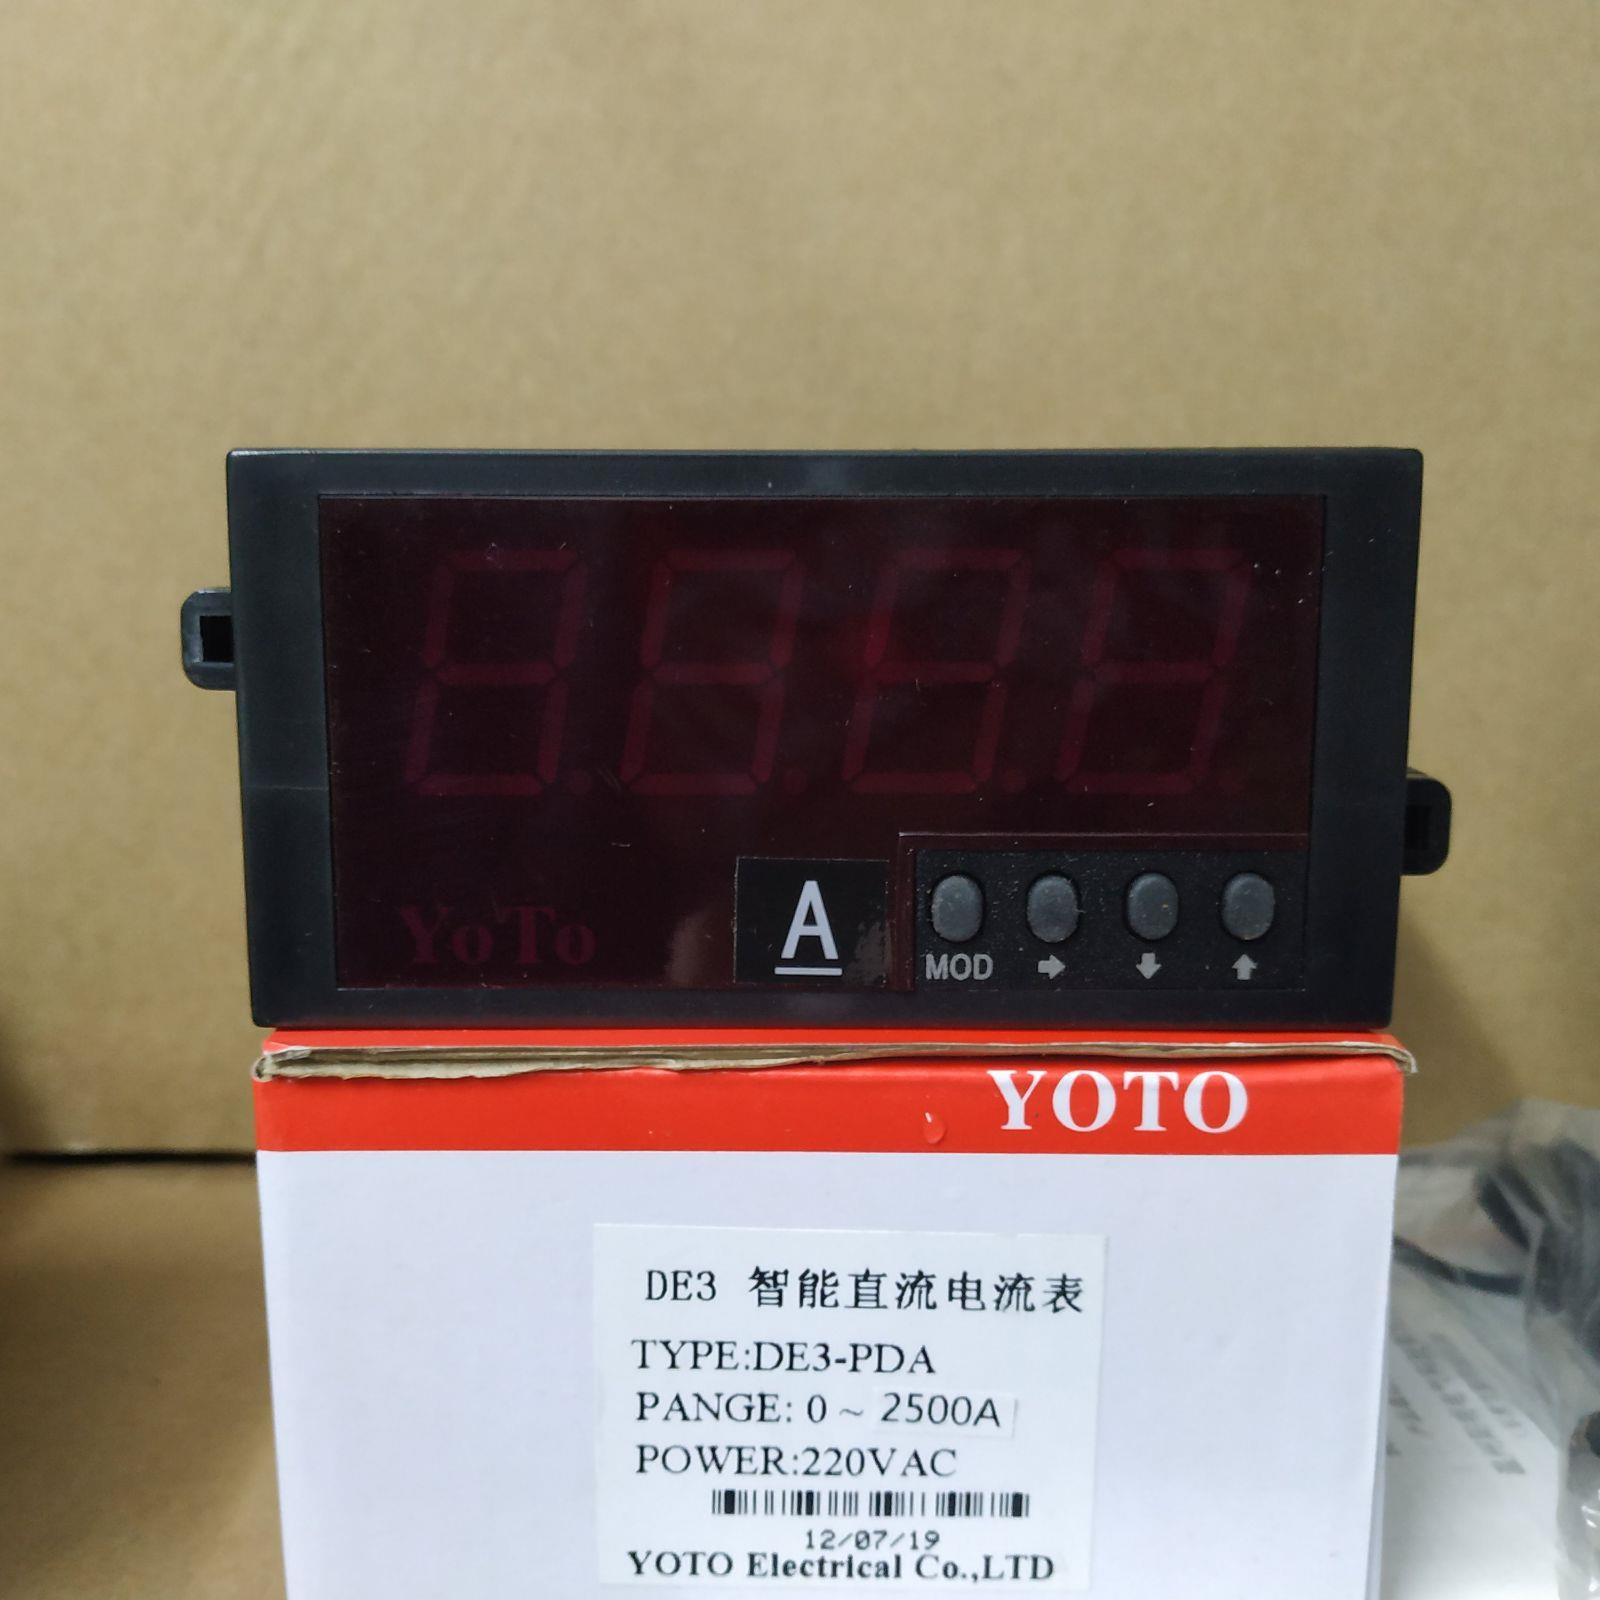 YoTo
A
MOD
YOTO
DE3 智能直流电流表
TYPE:DE3-PDA
PANGE: 0 ~ 2500A
POWER:220VAC
12/07/19
YOTO Electrical Co.,LTD